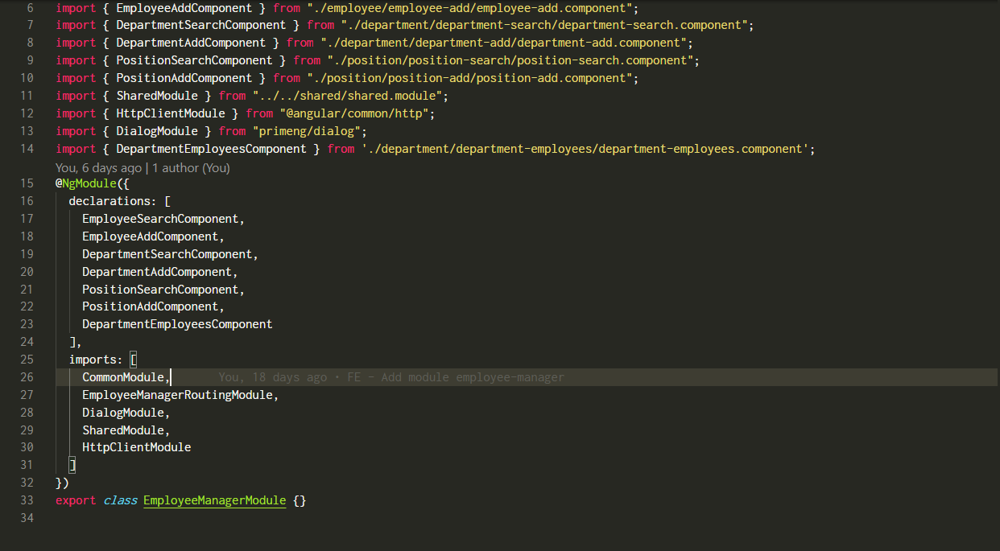 6 import { EmployeeAddComponent } from "./employee/employee-add/employee-add.component";
7 import { DepartmentSearchComponent } from "./department/department-search/department-search.component";
8 import { DepartmentAddComponent } from "./department/department-add/department-add.component";
9 import { PositionSearchComponent } from "./position/position-search/position-search.component";
10 import { PositionAddComponent } from "./position/position-add/position-add.component";
11 import { SharedModule } from "../../shared/shared.module";
12 import { HttpClientModule } from "@angular/common/http";
13 import { DialogModule } from "primeng/dialog";
14 import { DepartmentEmployeesComponent } from './department/department-employees/department-employees.component';
You, 6 days ago | 1 author (You)
15 @NgModule({
16 declarations: [
17 EmployeeSearchComponent,
18 EmployeeAddComponent,
19 DepartmentSearchComponent,
20 DepartmentAddComponent,
21 PositionSearchComponent,
22 PositionAddComponent,
23 DepartmentEmployeesComponent
24 ],
25 imports: [
26 CommonModule, You, 18 days ago • FE - Add module employee-manager
27 EmployeeManagerRoutingModule,
28 DialogModule,
29 SharedModule,
30 HttpClientModule
31 ]
32 })
33 export class EmployeeManagerModule {}
34